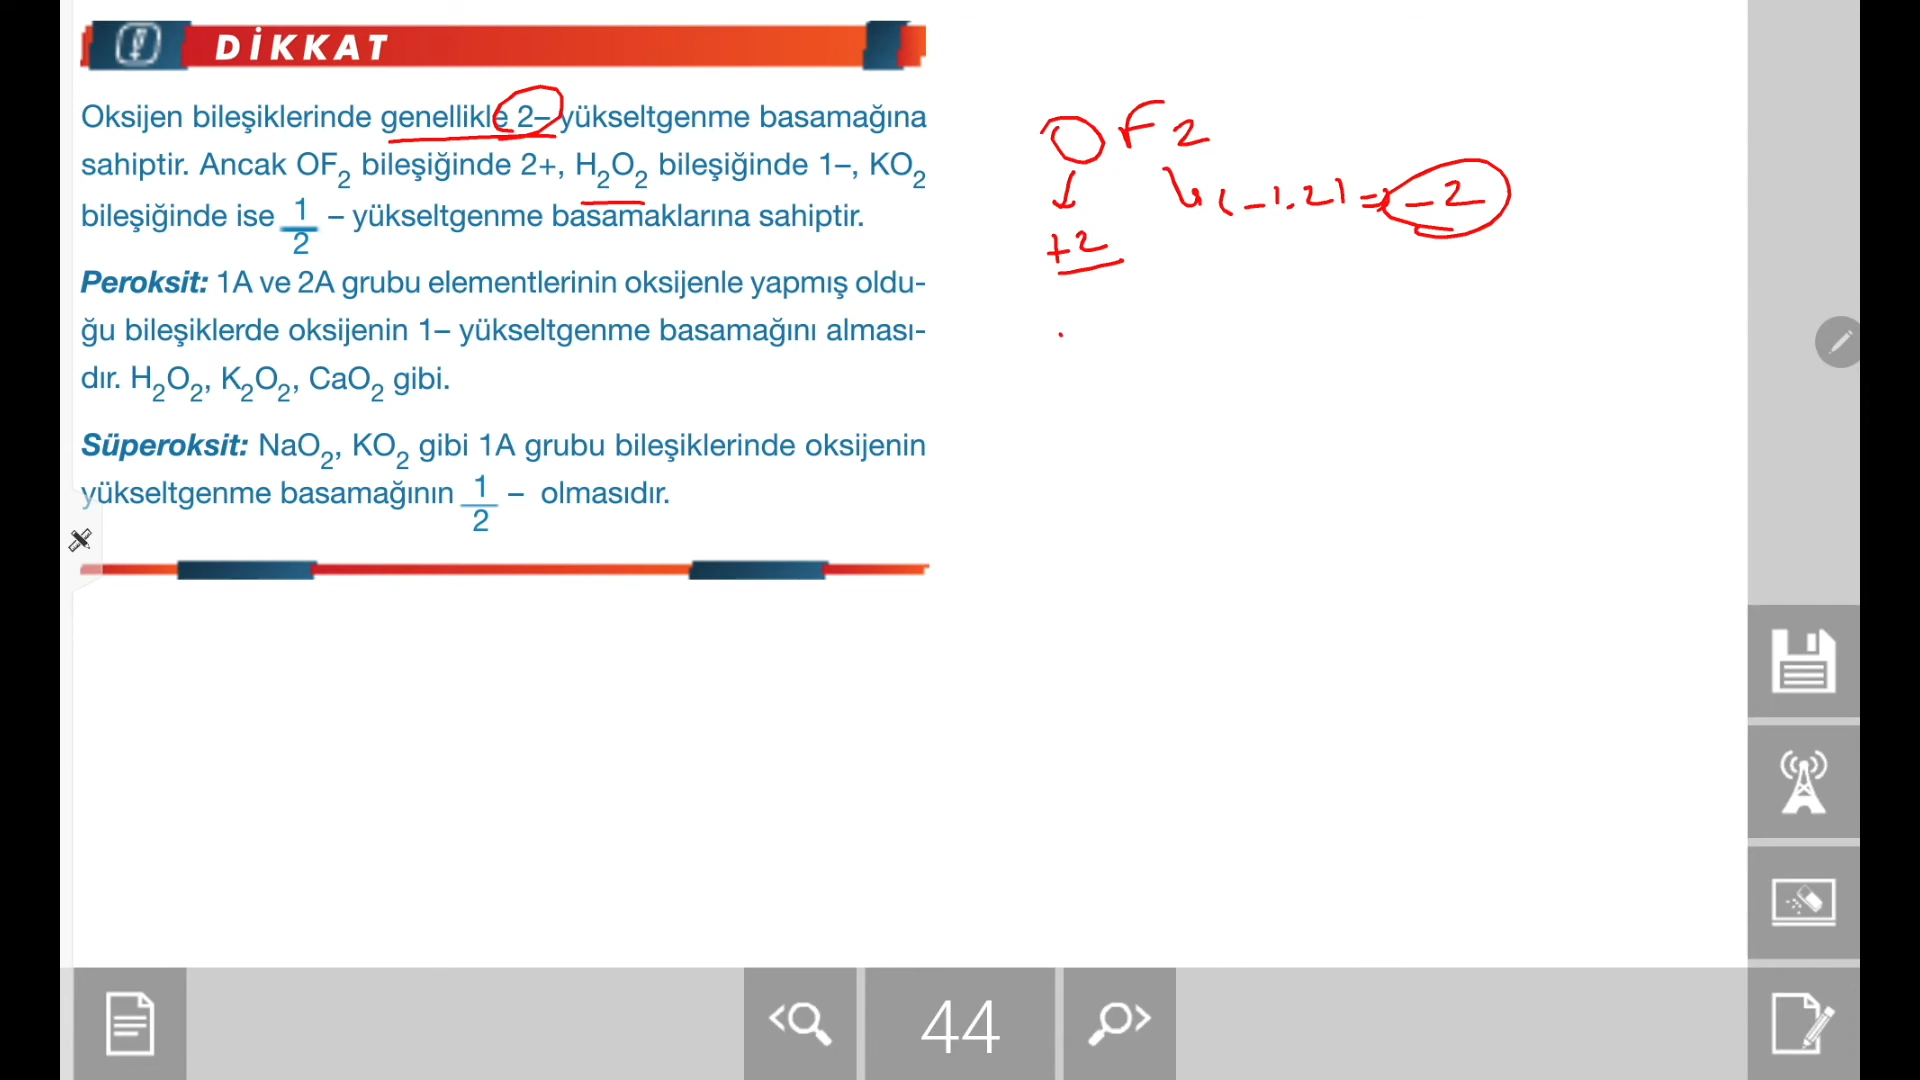 DİKKAT
Oksijen bileşiklerinde genellikle 2– yükseltgenme basamağına
sahiptir. Ancak OF2 bileşiğinde 2+, H2O2 bileşiğinde 1–, KO2
bileşiğinde ise 1/2 – yükseltgenme basamaklarına sahiptir.
Peroksit: 1A ve 2A grubu elementlerinin oksijenle yapmış oldu-
ğu bileşiklerde oksijenin 1– yükseltgenme basamağını alması-
dır. H2O2, K2O2, CaO2 gibi.
Süperoksit: NaO2, KO2 gibi 1A grubu bileşiklerinde oksijenin
yükseltgenme basamağının 1/2 – olmasıdır.
OF2
(-1.2) = -2
+2
44